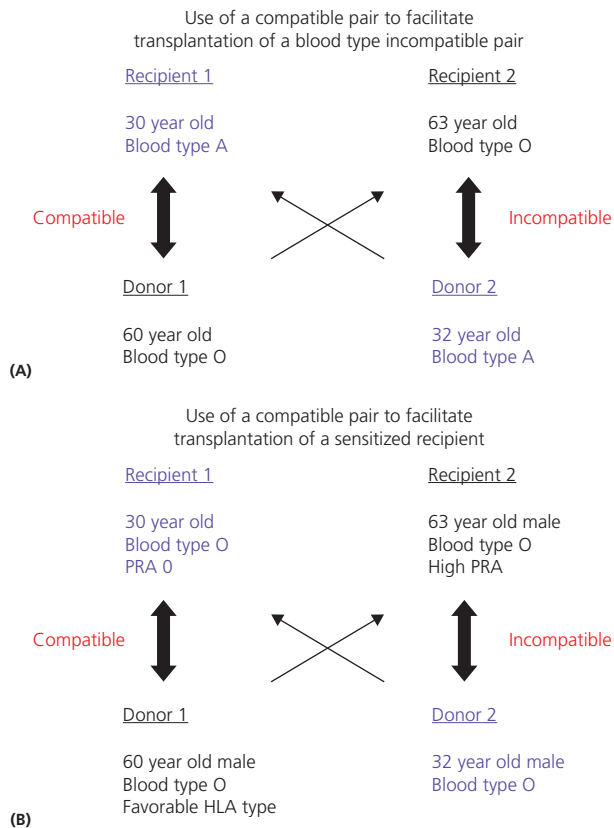 Use of a compatible pair to facilitate
transplantation of a blood type incompatible pair
Recipient 1
30 year old
Blood type A
Recipient 2
63 year old
Blood type O
Compatible
Incompatible
Donor 1
60 year old
Blood type O
Donor 2
32 year old
Blood type A
(A)
Use of a compatible pair to facilitate
transplantation of a sensitized recipient
Recipient 1
30 year old
Blood type O
PRA 0
Recipient 2
63 year old male
Blood type O
High PRA
Compatible
Incompatible
Donor 1
60 year old male
Blood type O
Favorable HLA type
Donor 2
32 year old male
Blood type O
(B)